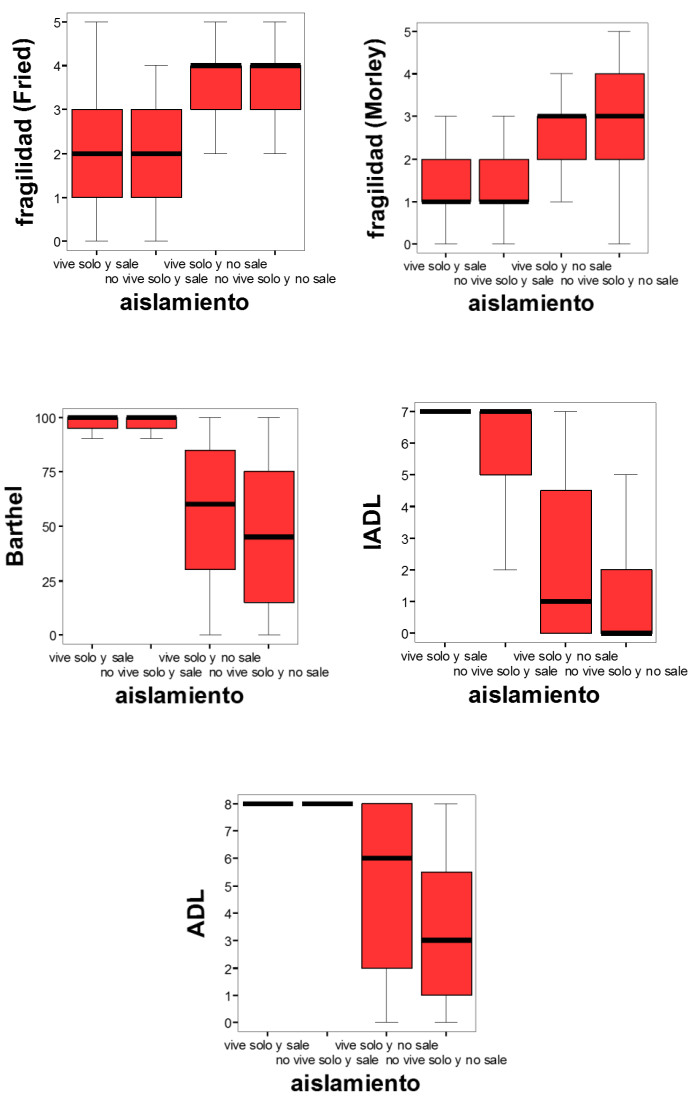 fragilidad (Fried)
5
4
3
2
1
0
vive solo y sale vive solo y no sale
no vive solo y sale no vive solo y no sale
aislamiento
fragilidad (Morley)
5
4
3
2
1
0
vive solo y sale vive solo y no sale
no vive solo y sale no vive solo y no sale
aislamiento
Barthel
100
75
50
25
0
vive solo y sale vive solo y no sale
no vive solo y sale no vive solo y no sale
aislamiento
IADL
7
6
5
4
3
2
1
0
vive solo y sale vive solo y no sale
no vive solo y sale no vive solo y no sale
aislamiento
ADL
8
7
6
5
4
3
2
1
0
vive solo y sale vive solo y no sale
no vive solo y sale no vive solo y no sale
aislamiento